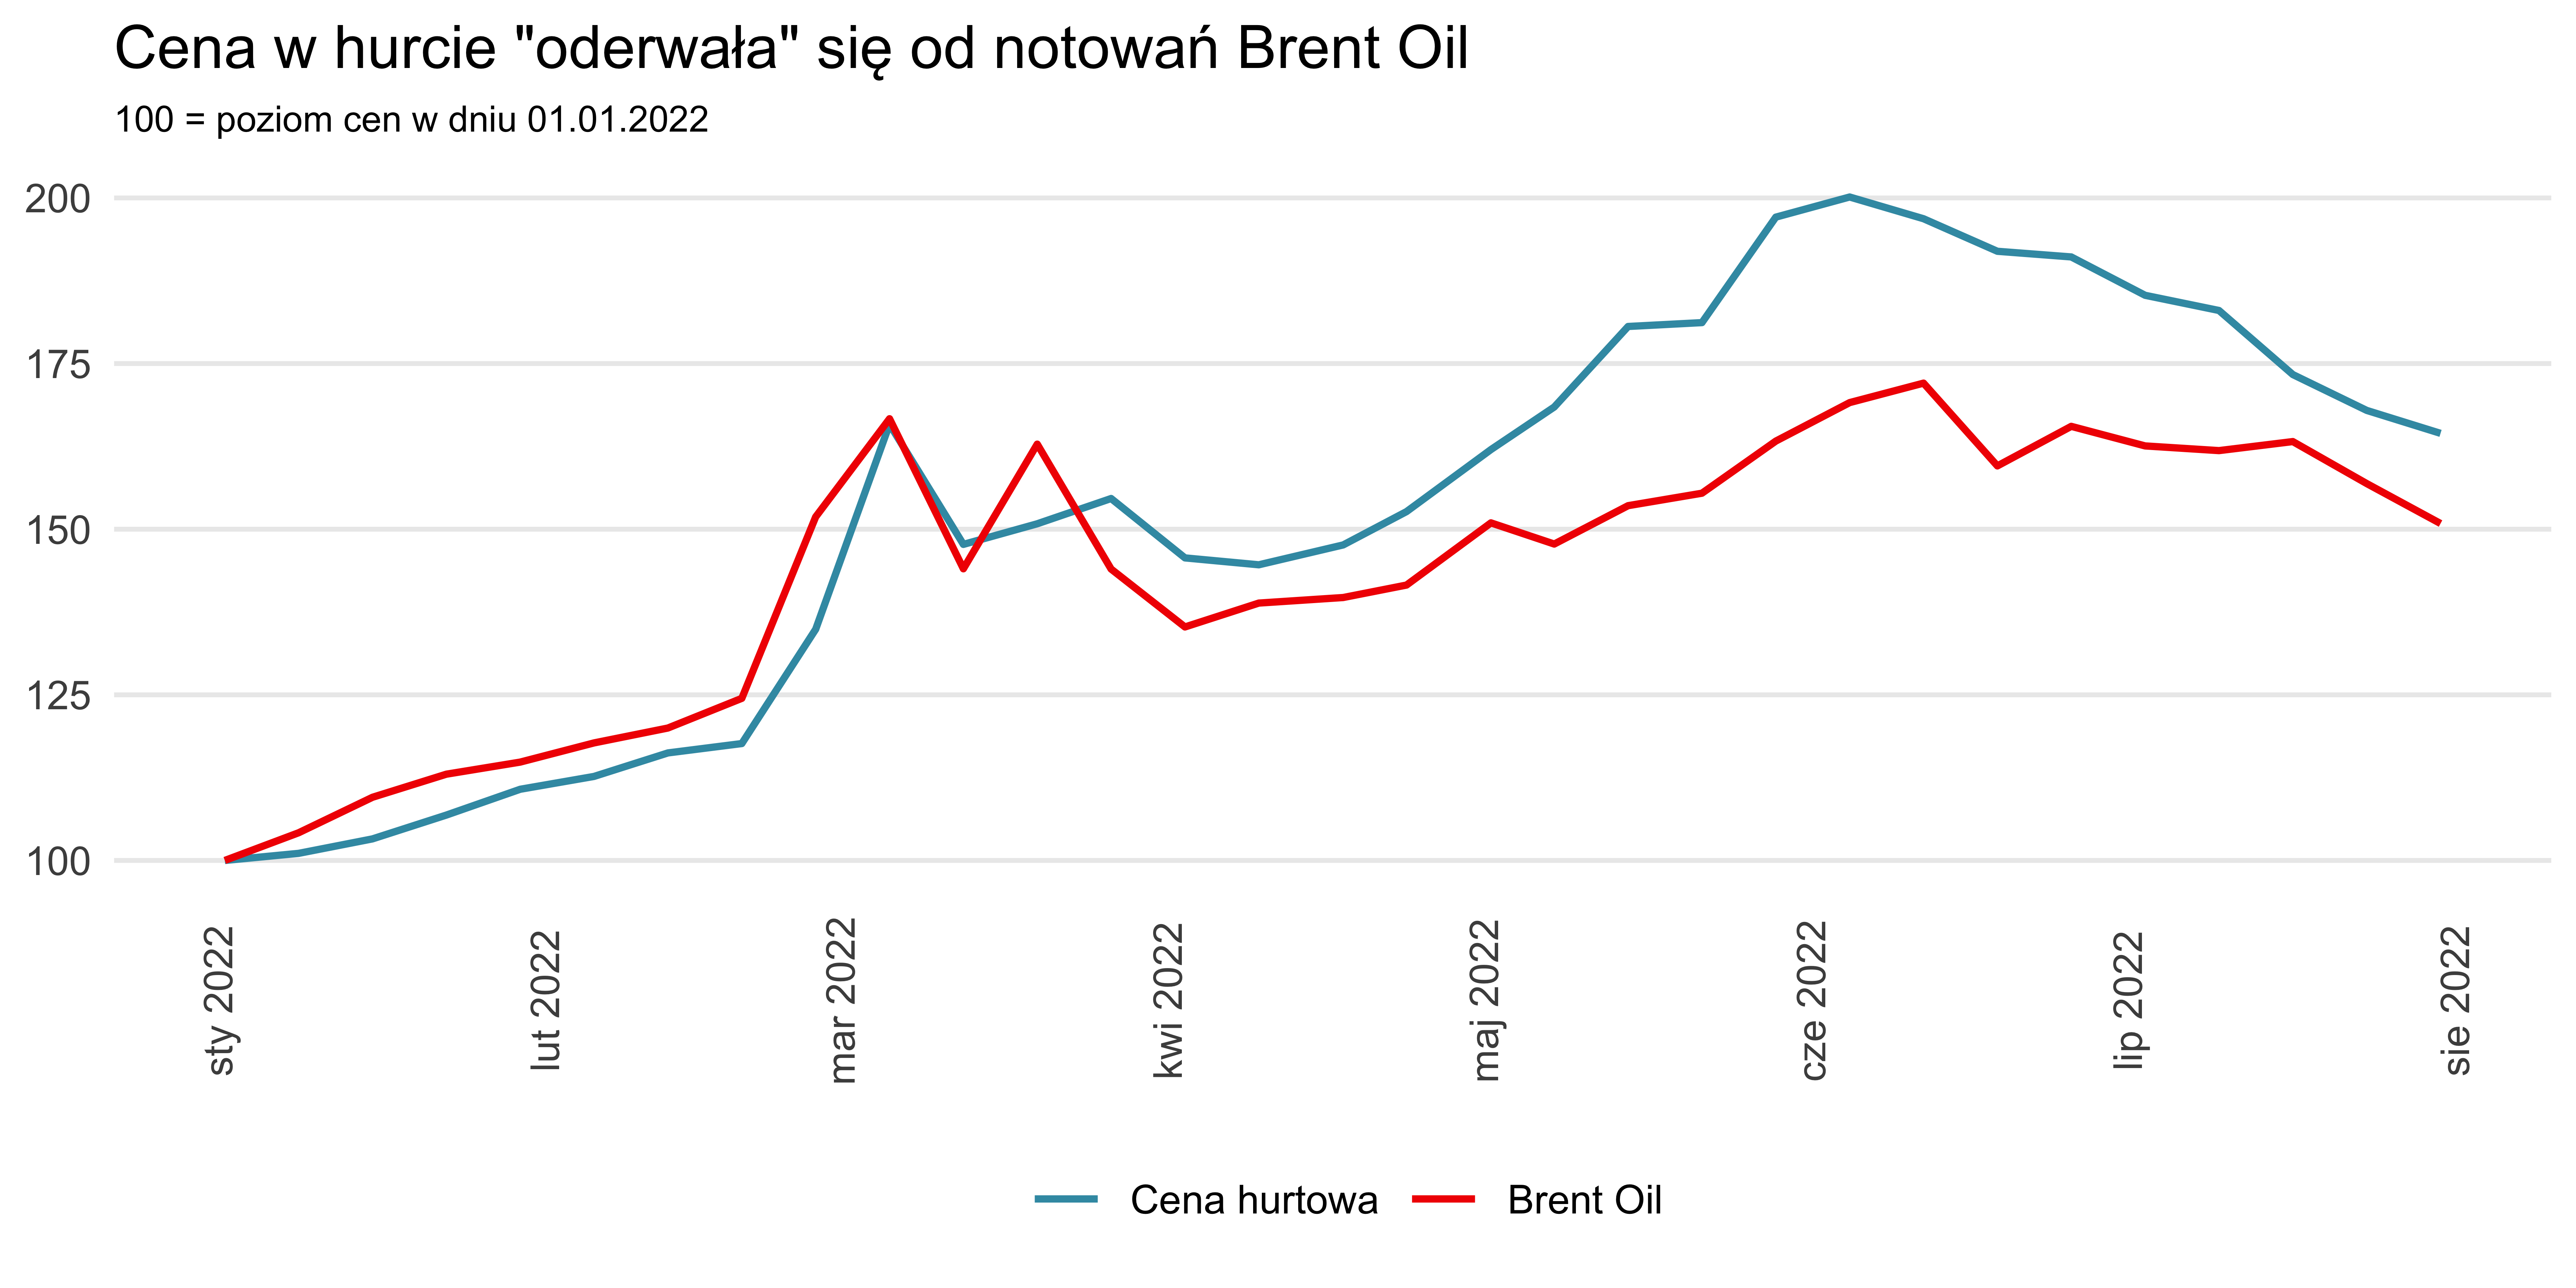 Cena w hurcie "oderwała" się od notowań Brent Oil
100 = poziom cen w dniu 01.01.2022
200
175
150
125
100
sty 2022
lut 2022
mar 2022
kwi 2022
maj 2022
cze 2022
lip 2022
sie 2022
Cena hurtowa
Brent Oil